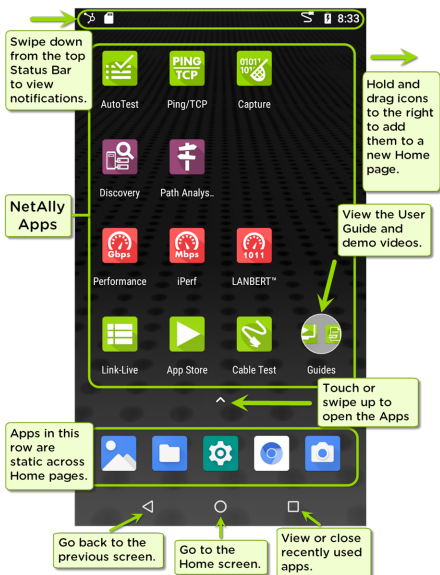 8:33
Swipe down
from the top
Status Bar
to view
notifications.
PING
TCP
01011
10
AutoTest
Ping/TCP
Capture
Hold and
drag icons
to the right
to add
them to a
new Home
page.
Discovery
Path Analys..
NetAlly
Apps
View the User
Guide and
demo videos.
Gbps
Mbps
1011
Performance
iPerf
LANBERT™
Link-Live
App Store
Cable Test
Guides
Touch or
swipe up to
open the Apps
Apps in this
row are
static across
Home pages.
Go back to the
previous screen.
Go to the
Home screen.
View or close
recently used
apps.